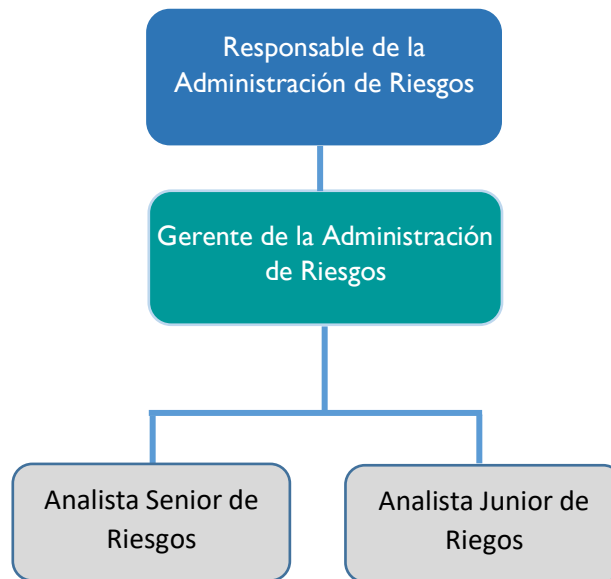 Responsable de la
Administración de Riesgos
Gerente de la Administración
de Riesgos
Analista Senior de
Riesgos
Analista Junior de
Riegos